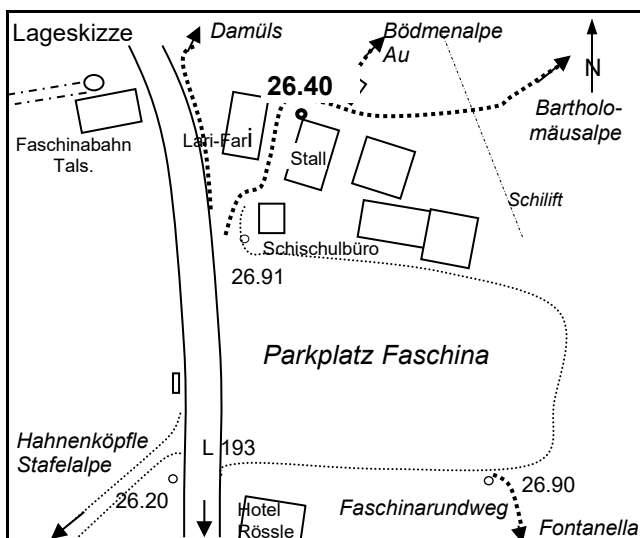 Lageskizze
Damüls
Bödmenalpe
Au
26.40
N
Bartholo-
mäusalpe
Faschinabahn
Tals.
Lari-Fari
Stall
Schilift
Schischulbüro
26.91
Parkplatz Faschina
Hahnenköpfle
Stafelalpe
L 193
26.20
Hotel
Rössle
Faschinarundweg
26.90
Fontanella